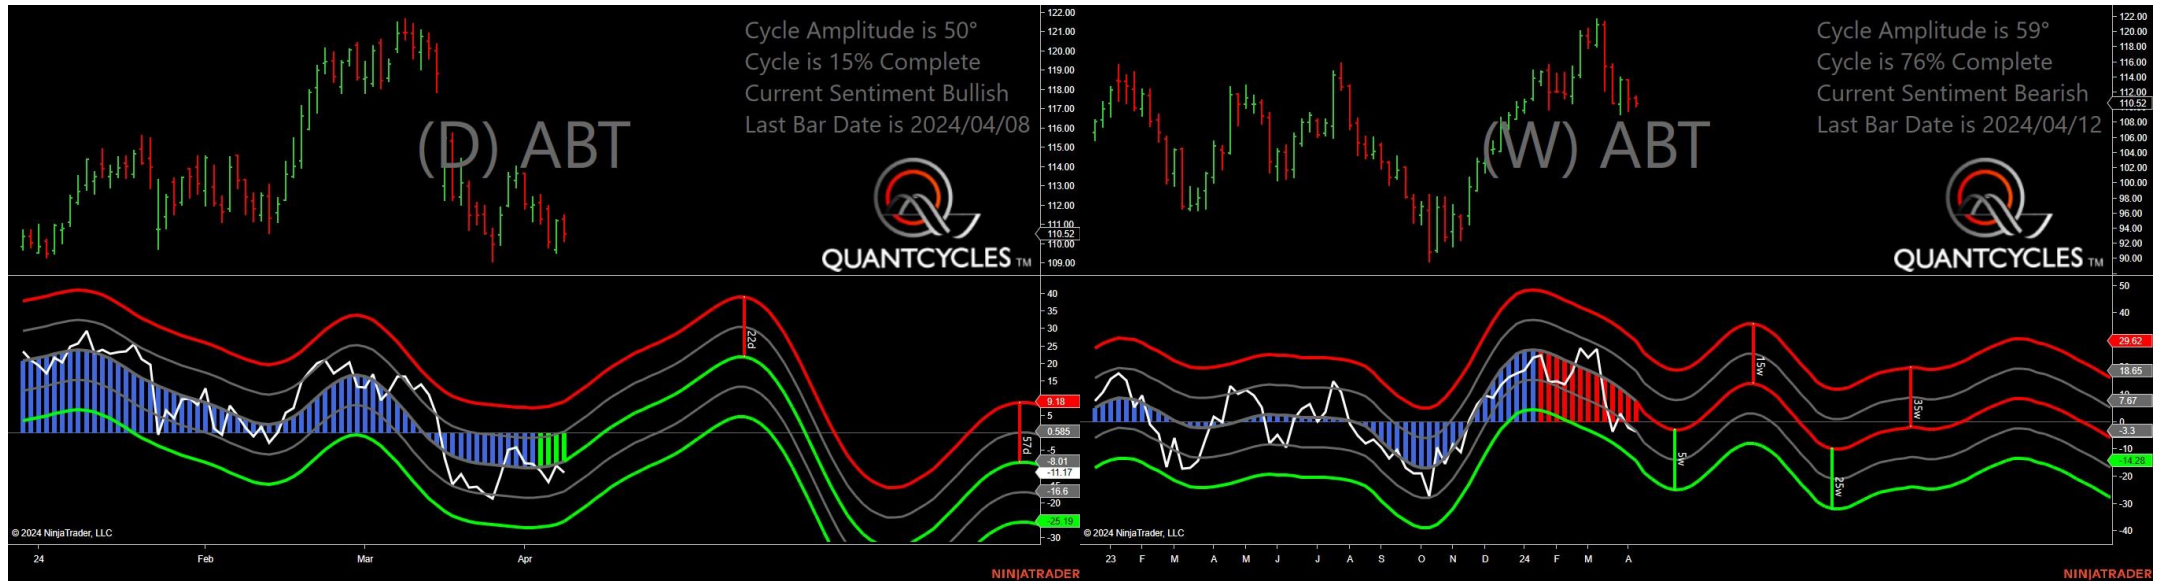 122.00
121.00
120.00
119.00
118.00
117.00
116.00
115.00
114.00
113.00
112.00
111.00
110.52
110.00
109.00
Cycle Amplitude is 50°
Cycle is 15% Complete
Current Sentiment Bullish
Last Bar Date is 2024/04/08
(D) ABT
QUANTCYCLES TM
40
35
30
25
20
15
10
9.18
5
0.585
-5
-8.01
-11.17
-16.6
-20
-25.19
-30
22d
57d
© 2024 NinjaTrader, LLC
24 Feb Mar Apr
NINJATRADER
122.00
120.00
118.00
116.00
114.00
112.00
110.52
108.00
106.00
104.00
102.00
100.00
98.00
96.00
94.00
92.00
90.00
Cycle Amplitude is 59°
Cycle is 76% Complete
Current Sentiment Bearish
Last Bar Date is 2024/04/12
(W) ABT
QUANTCYCLES TM
50
40
29.62
18.65
7.67
0
-3.3
-10
-14.28
-20
-30
-40
15w
35w
5w
25w
© 2024 NinjaTrader, LLC
23 F M A M J J A S O N D 24 F M A
NINJATRADER